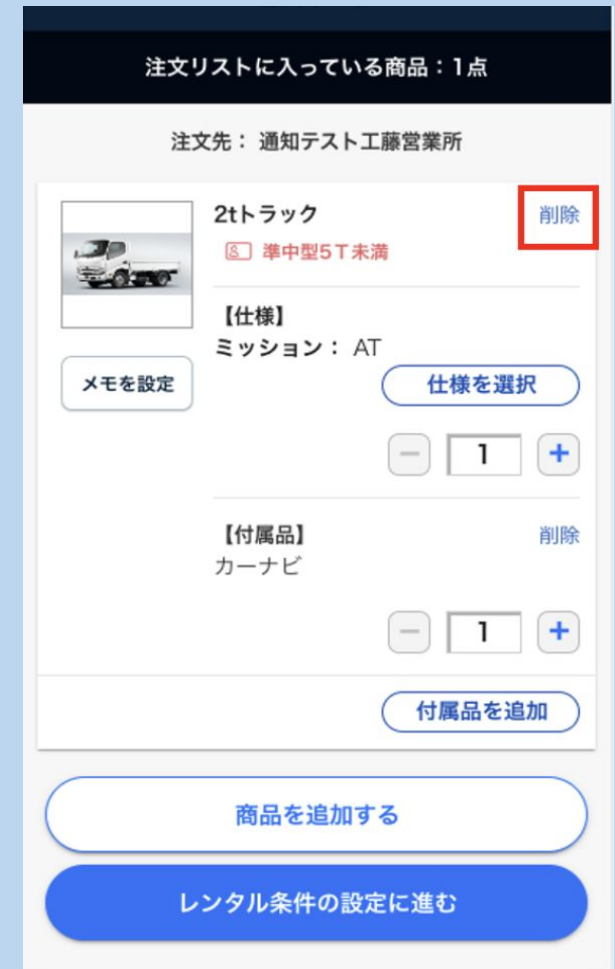 注文リストに入っている商品：1点
注文先： 通知テスト工藤営業所
2tトラック
削除
準中型5T未満
【仕様】
ミッション： AT
メモを設定
仕様を選択
1
【付属品】
削除
カーナビ
1
付属品を追加
商品を追加する
レンタル条件の設定に進む